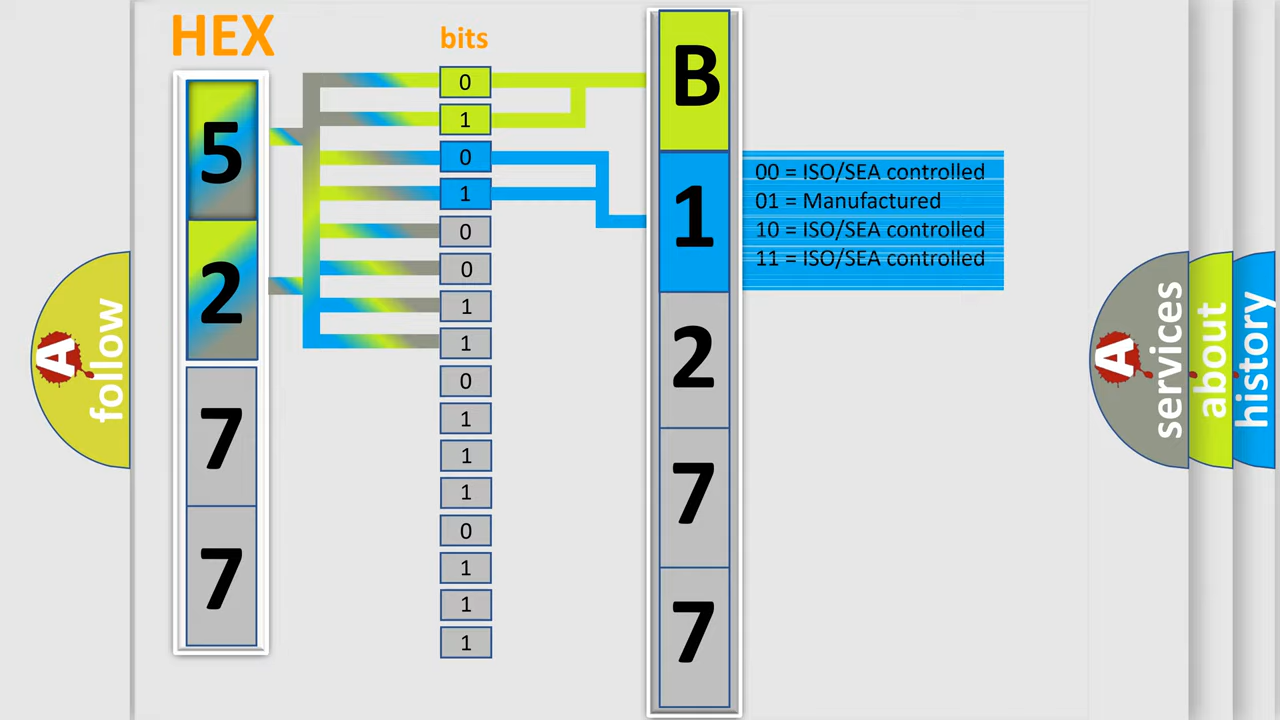 HEX
bits
5
2
7
7
0
1
0
1
0
0
1
1
0
1
1
1
0
1
1
1
B
1
2
7
7
00 = ISO/SEA controlled
01 = Manufactured
10 = ISO/SEA controlled
11 = ISO/SEA controlled
A
follow
A
services
about
history